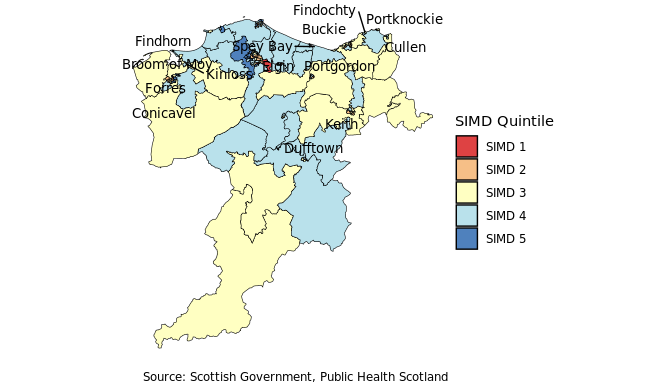 Findochty
Portknockie
Buckie
Findhorn
Spey Bay
Cullen
Broom of Moy
Elgin
Portgordon
Kinloss
Forres
Conicavel
Keith
Dufftown
SIMD Quintile
SIMD 1
SIMD 2
SIMD 3
SIMD 4
SIMD 5
Source: Scottish Government, Public Health Scotland